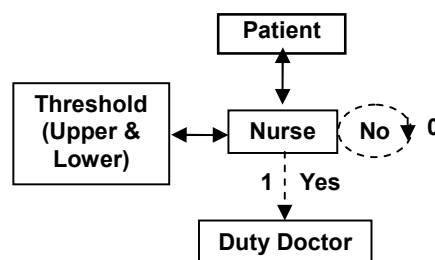 Patient
Threshold
(Upper &
Lower)
Nurse
No
0
1 Yes
Duty Doctor